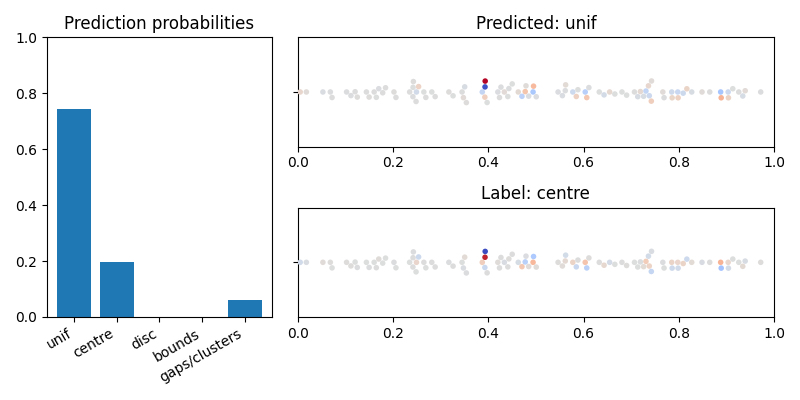 Prediction probabilities
1.0
0.8
0.6
0.4
0.2
0.0
unif
centre
disc
bounds
gaps/clusters
Predicted: unif
0.0 0.2 0.4 0.6 0.8 1.0
Label: centre
0.0 0.2 0.4 0.6 0.8 1.0